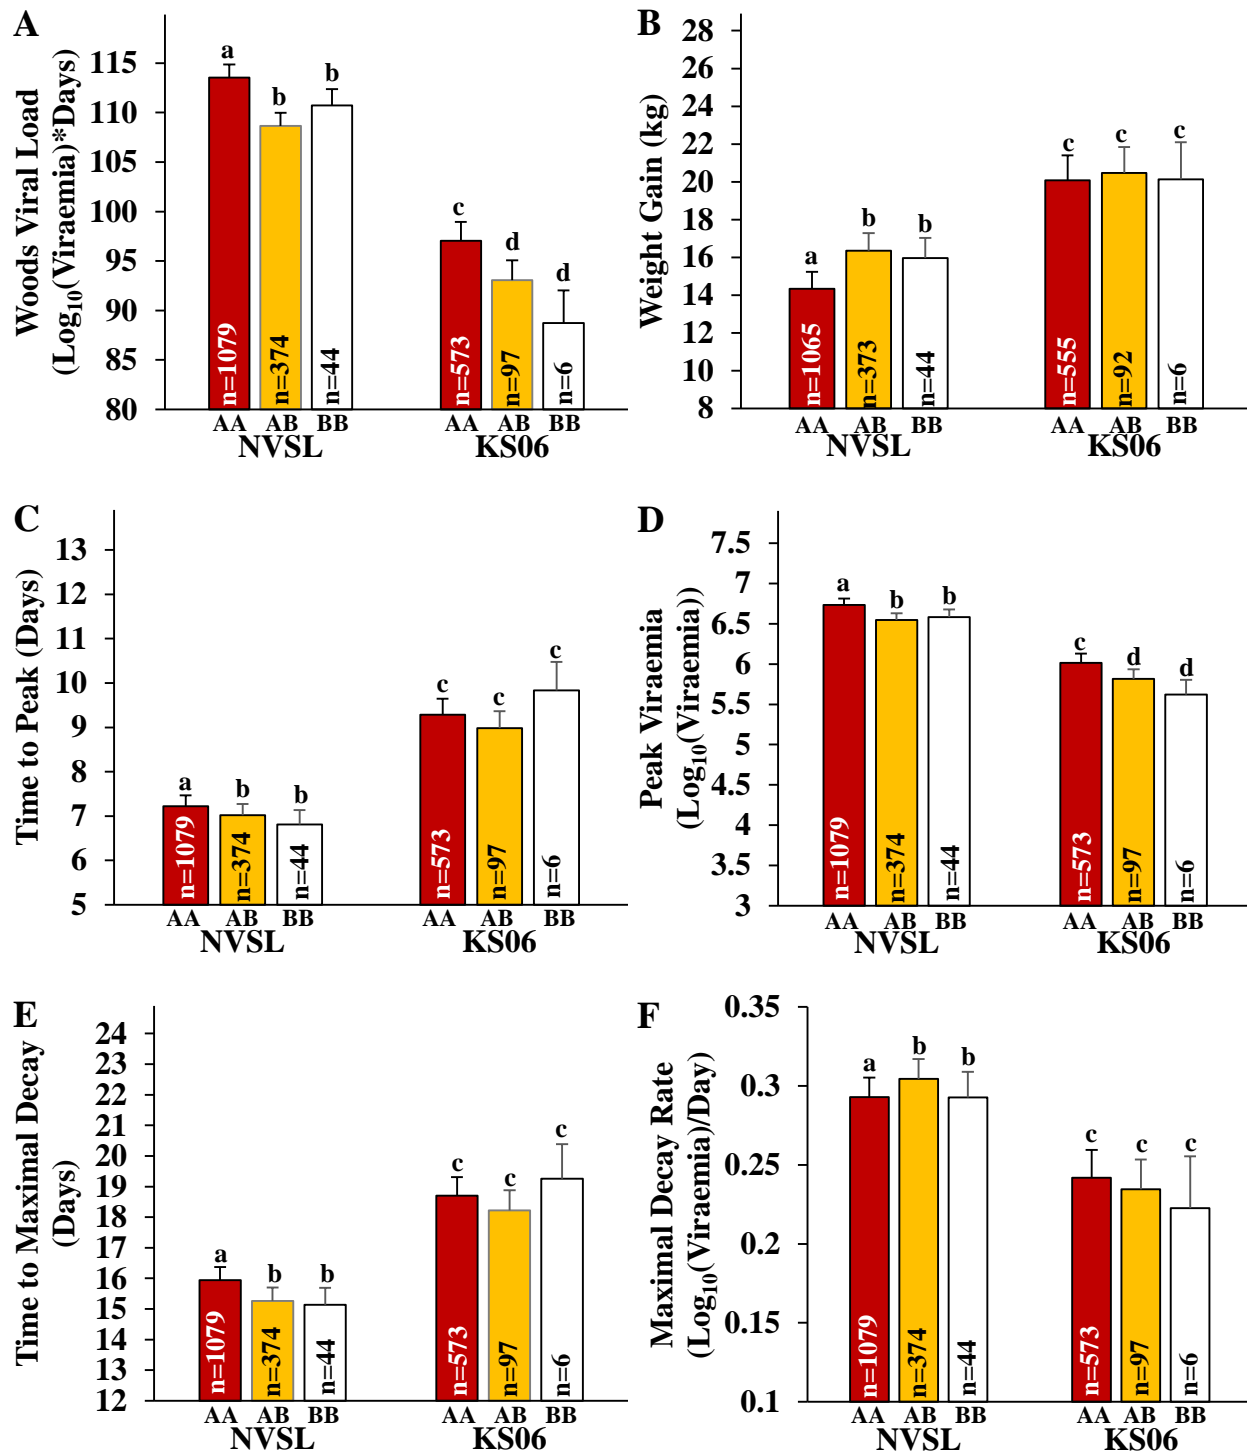 A
Woods Viral Load
(Log10(Viraemia)*Days
115
110
105
100
95
90
85
80
a
b
b
c
d
d
n=1079
n=374
n=44
n=573
n=97
n=6
AA AB BB
AA AB BB
NVSL
KS06
B
Weight Gain (kg)
28
26
24
22
20
18
16
14
12
10
8
a
b
b
c
c
c
n=1065
n=373
n=44
n=555
n=92
n=6
AA AB BB
AA AB BB
NVSL
KS06
C
Time to Peak (Days)
13
12
11
10
9
8
7
6
5
a
b
b
c
c
c
n=1079
n=374
n=44
n=573
n=97
n=6
AA AB BB
AA AB BB
NVSL
KS06
D
Peak Viraemia
(Log10(Viraemia))
7.5
7
6.5
6
5.5
5
4.5
4
3.5
3
a
b
b
c
d
d
n=1079
n=374
n=44
n=573
n=97
n=6
AA AB BB
AA AB BB
NVSL
KS06
E
Time to Maximal Decay
(Days)
24
23
22
21
20
19
18
17
16
15
14
13
12
a
b
b
c
c
c
n=1079
n=374
n=44
n=573
n=97
n=6
AA AB BB
AA AB BB
NVSL
KS06
F
Maximal Decay Rate
(Log10(Viraemia)/Day)
0.35
0.3
0.25
0.2
0.15
0.1
a
b
b
c
c
c
n=1079
n=374
n=44
n=573
n=97
n=6
AA AB BB
AA AB BB
NVSL
KS06